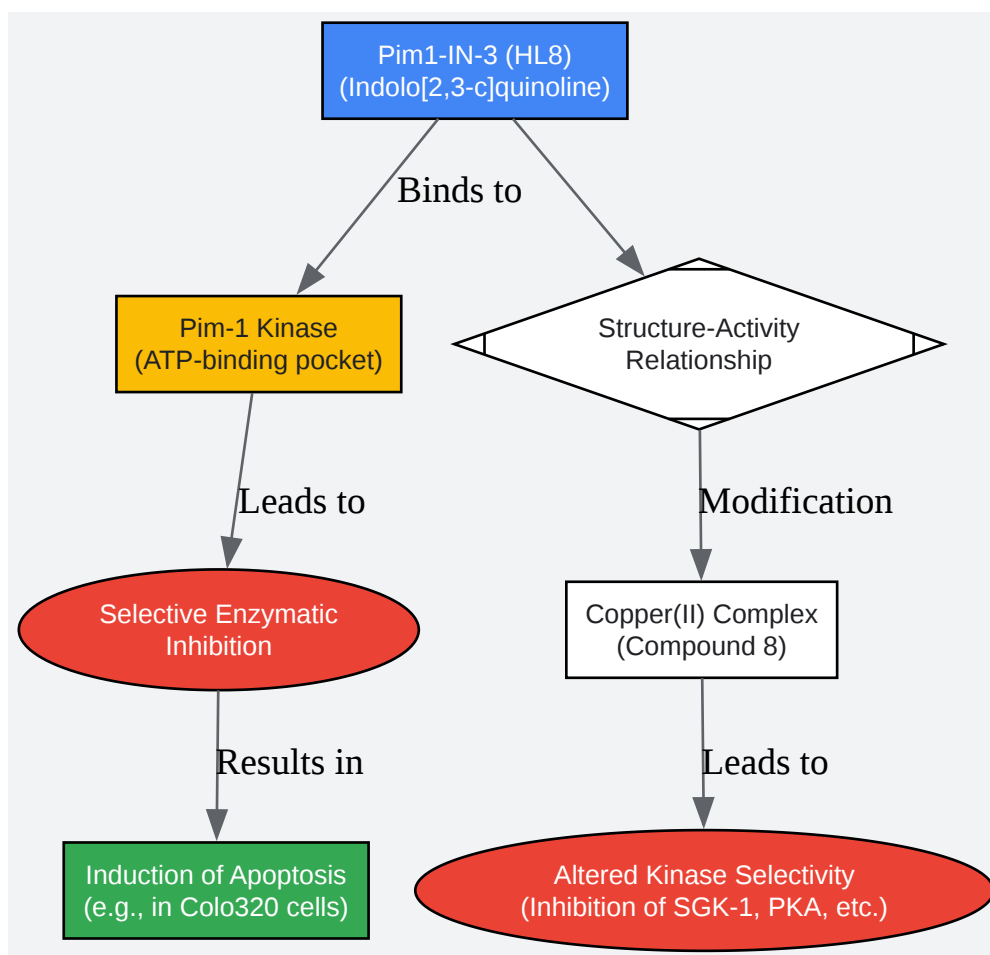 Pim1-IN-3 (HL8)
(Indolo[2,3-c]quinoline)
Binds to
Pim-1 Kinase
(ATP-binding pocket)
Structure-Activity
Relationship
Leads to
Modification
Selective Enzymatic
Inhibition
Copper(II) Complex
(Compound 8)
Results in
Leads to
Induction of Apoptosis
(e.g., in Colo320 cells)
Altered Kinase Selectivity
(Inhibition of SGK-1, PKA, etc.)